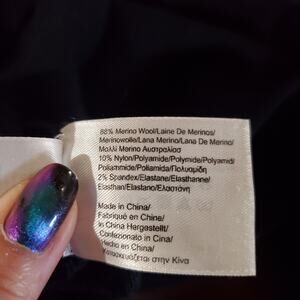 88% Merino Wool/Laine De Merinos/
Merinowolle/Lana Merino/Lana De Merino/
Μαλλί Merino Αυστραλίας
10% Nylon/Polyamide/Polymide/Polyamid/
Poliammide/Poliamida/Πολυαμίδη
2% Spandex/Elastane/Elasthanne/
Elasthan/Elastano/Ελαστάνη
Made in China/
Fabriqué en Chine/
In China Hergestellt/
Confezionato in Cina/
Hecho en China/
Κατασκευάζεται στην Κίνα